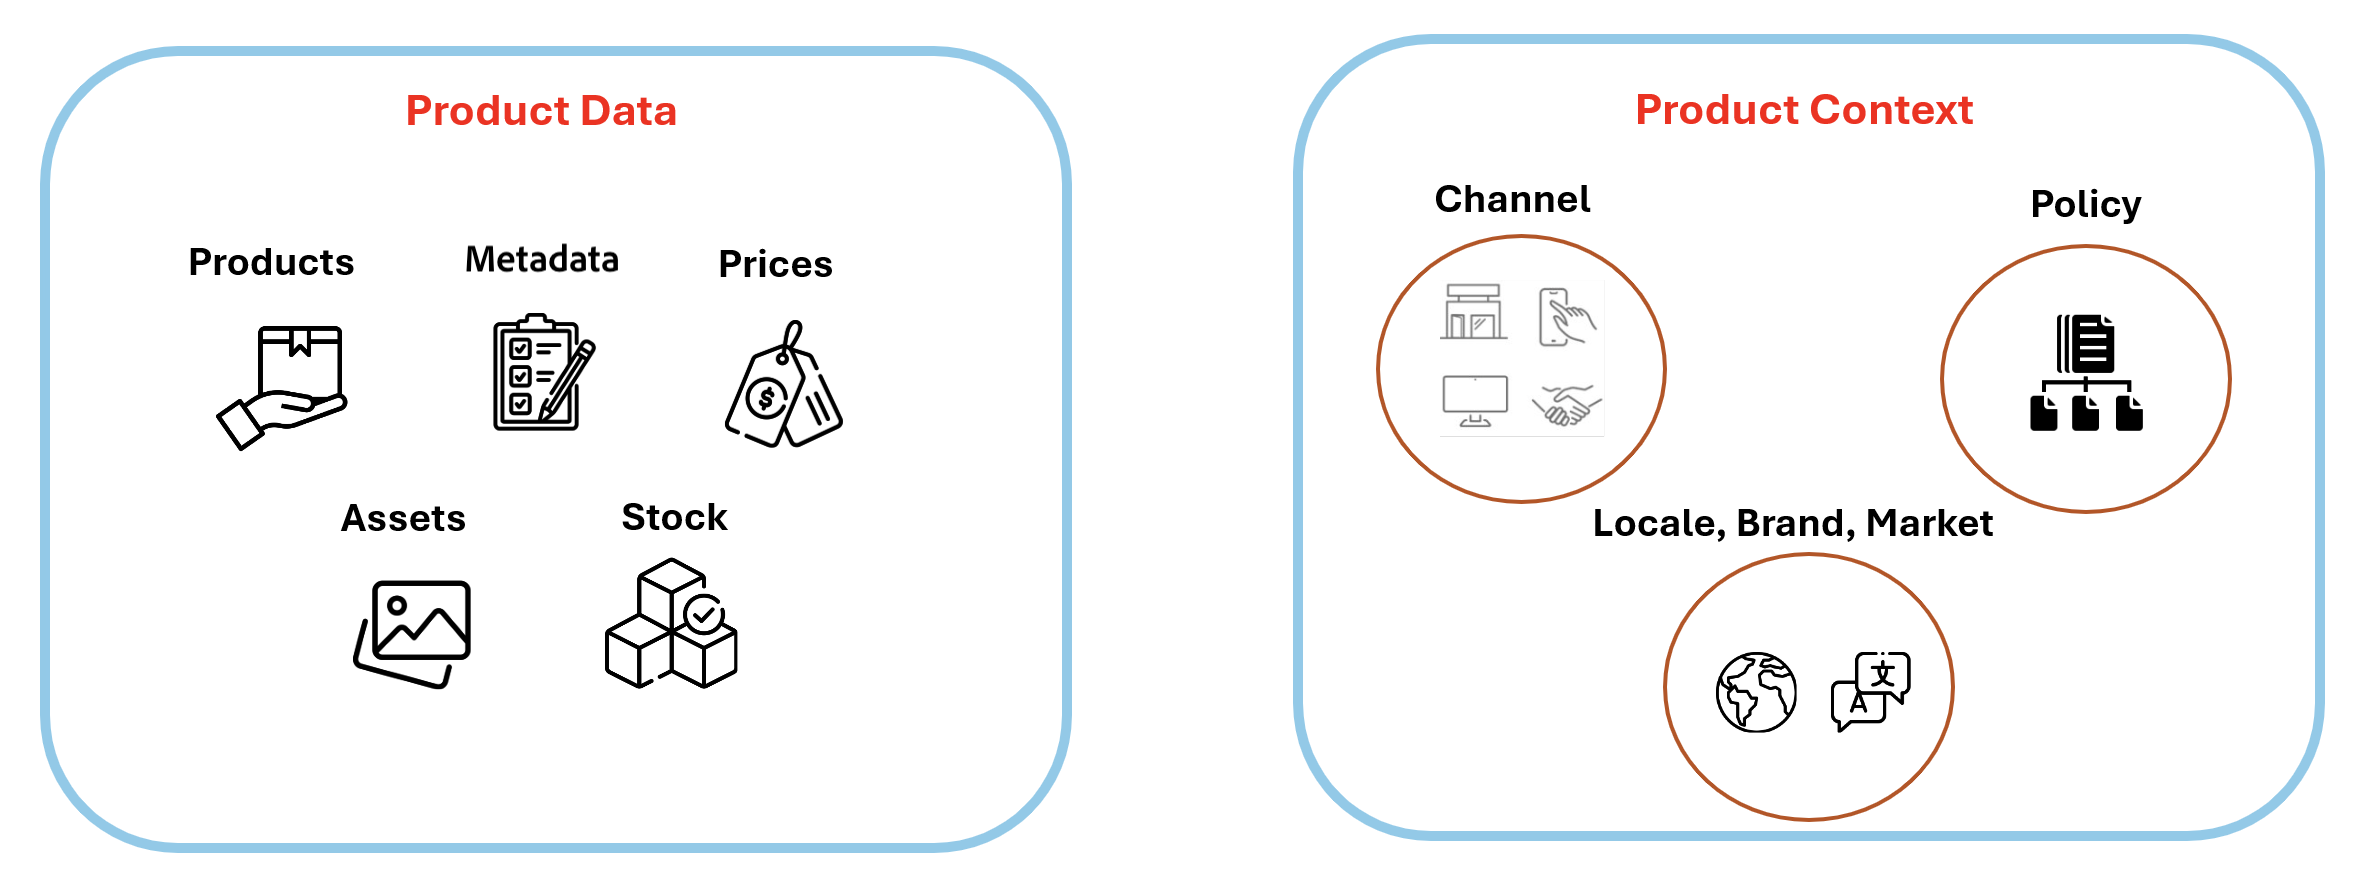 Product Data
Products
Metadata
Prices
$
Assets
Stock
Product Context
Channel
Policy
Locale, Brand, Market
文
A